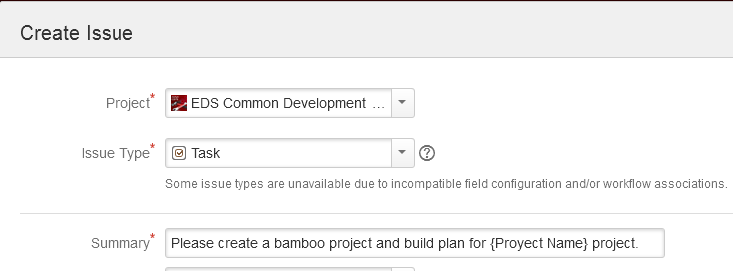 Create Issue
Project* EDS Common Development ...
Issue Type* Task
Some issue types are unavailable due to incompatible field configuration and/or workflow associations.
Summary* Please create a bamboo project and build plan for {Proyect Name} project.